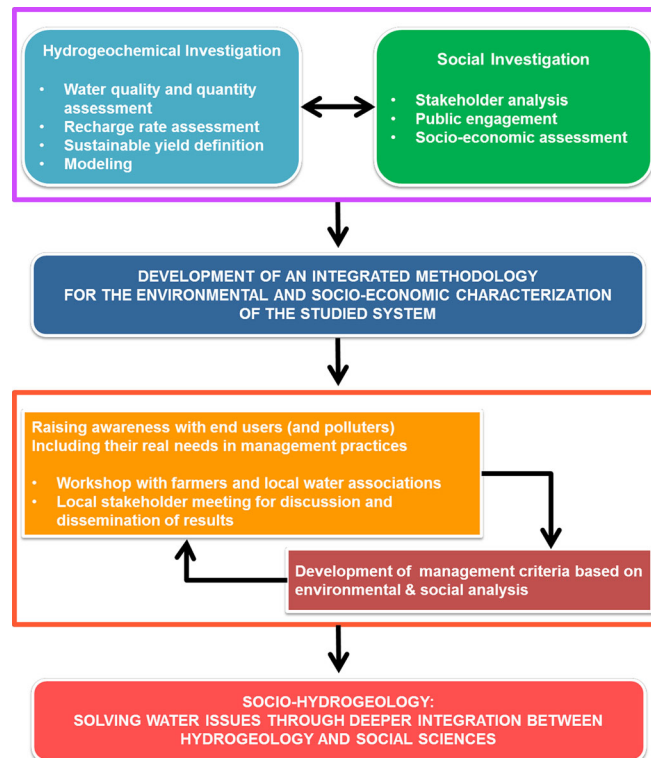 Hydrogeochemical Investigation
• Water quality and quantity
assessment
• Recharge rate assessment
• Sustainable yield definition
• Modeling
Social Investigation
• Stakeholder analysis
• Public engagement
• Socio-economic assessment
DEVELOPMENT OF AN INTEGRATED METHODOLOGY
FOR THE ENVIRONMENTAL AND SOCIO-ECONOMIC CHARACTERIZATION
OF THE STUDIED SYSTEM
Raising awareness with end users (and polluters)
Including their real needs in management practices
• Workshop with farmers and local water associations
• Local stakeholder meeting for discussion and
dissemination of results
Development of management criteria based on
environmental & social analysis
SOCIO-HYDROGEOLOGY:
SOLVING WATER ISSUES THROUGH DEEPER INTEGRATION BETWEEN
HYDROGEOLOGY AND SOCIAL SCIENCES